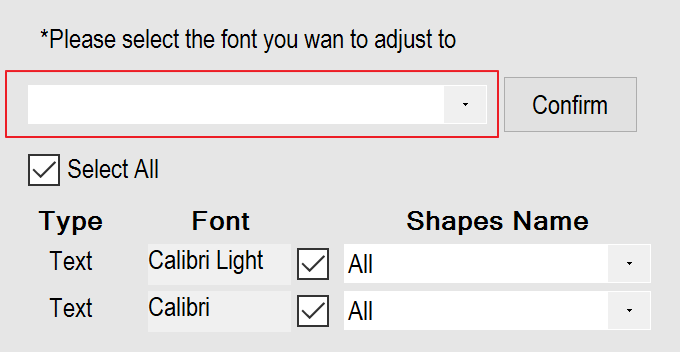 *Please select the font you wan to adjust to
Confirm
Select All
Type Font Shapes Name
Text Calibri Light All
Text Calibri All